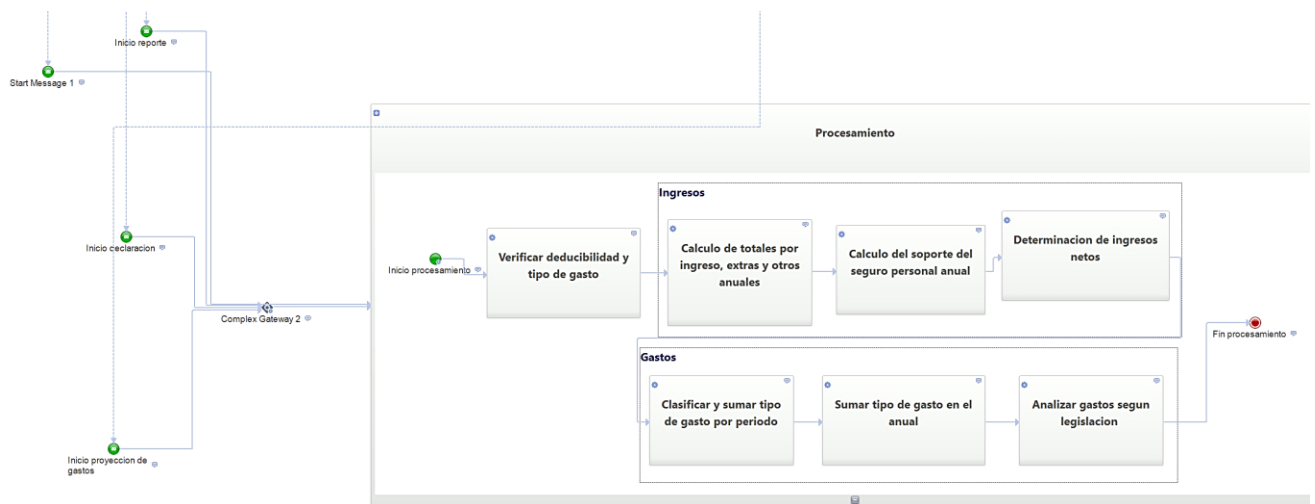 Inicio reporte
Start Message 1
Procesamiento
Ingresos
Inicio declaracion
Verificar deducibilidad y
tipo de gasto
Calculo de totales por
ingreso, extras y otros
anuales
Calculo del soporte del
seguro personal anual
Determinacion de ingresos
netos
Inicio procesamiento
Complex Gateway 2
Fin procesamiento
Gastos
Clasificar y sumar tipo
de gasto por periodo
Sumar tipo de gasto en el
anual
Analizar gastos segun
legislacion
Inicio proyeccion de
gastos